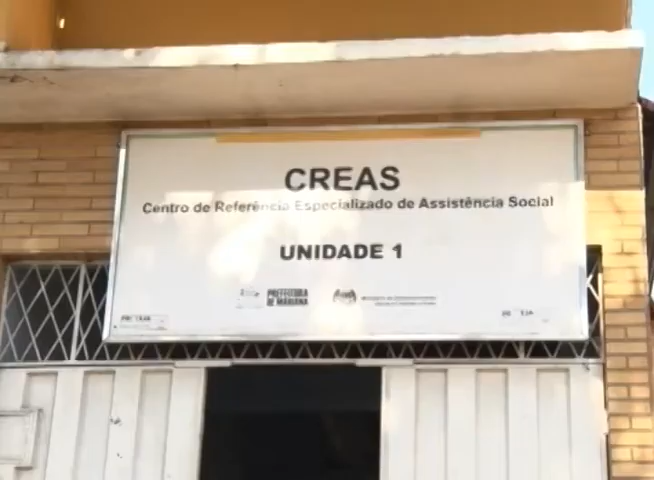 CREAS
Centro de Referência Especializado de Assistência Social
UNIDADE 1
PREFEITURA
DE MARIANA